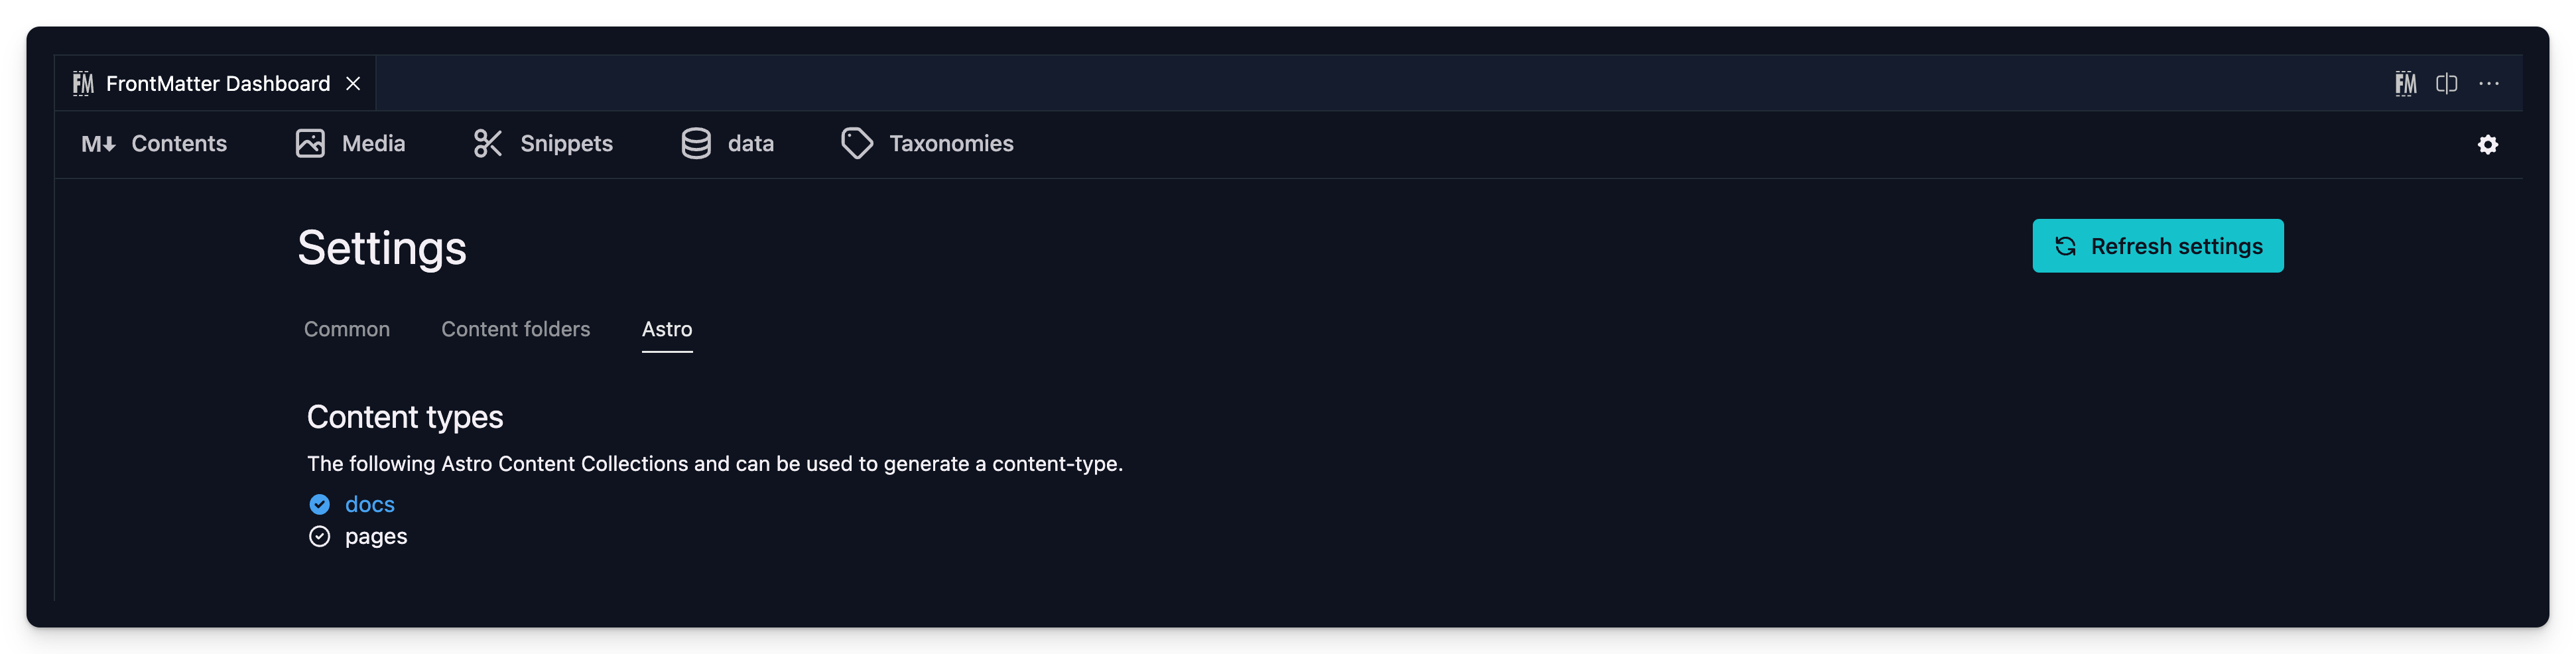 FM FrontMatter Dashboard FM
M Contents Media Snippets data Taxonomies
Settings Refresh settings
Common Content folders Astro
Content types
The following Astro Content Collections and can be used to generate a content-type.
docs
pages